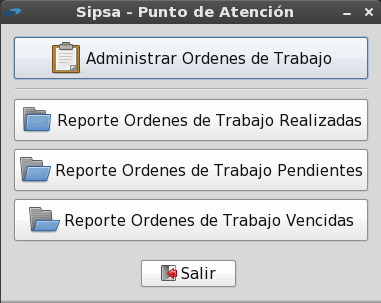 Sipsa - Punto de Atención
Administrar Ordenes de Trabajo
Reporte Ordenes de Trabajo Realizadas
Reporte Ordenes de Trabajo Pendientes
Reporte Ordenes de Trabajo Vencidas
Salir